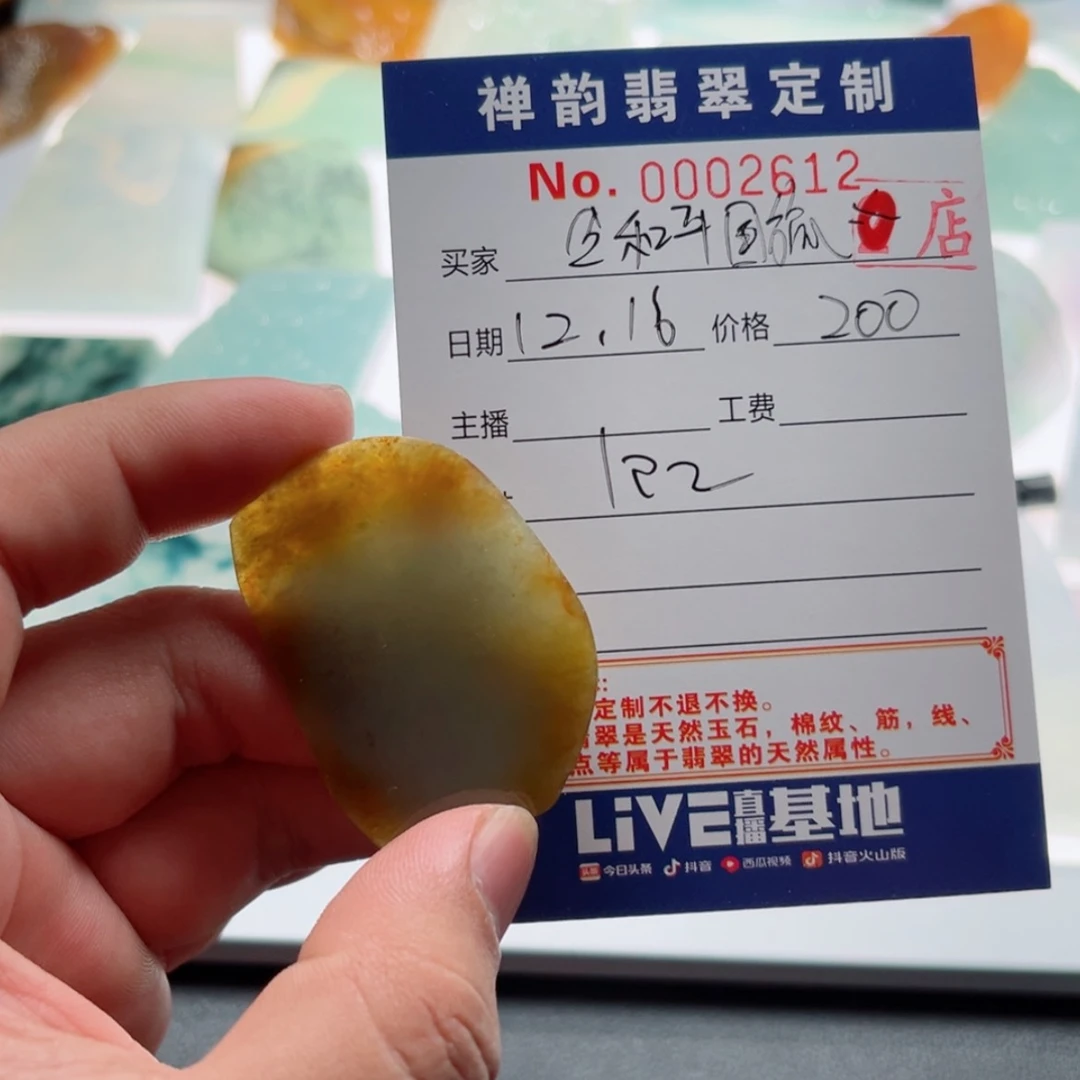 禅韵翡翠定制
No. 0002612
买家 店
日期 12.16 价格 200
主播 工费
定制不退不换。
翠是天然玉石，棉纹、筋，线、
点等属于翡翠的天然属性。
LiVE直播基地
今日头条 抖音 西瓜视频 抖音火山版